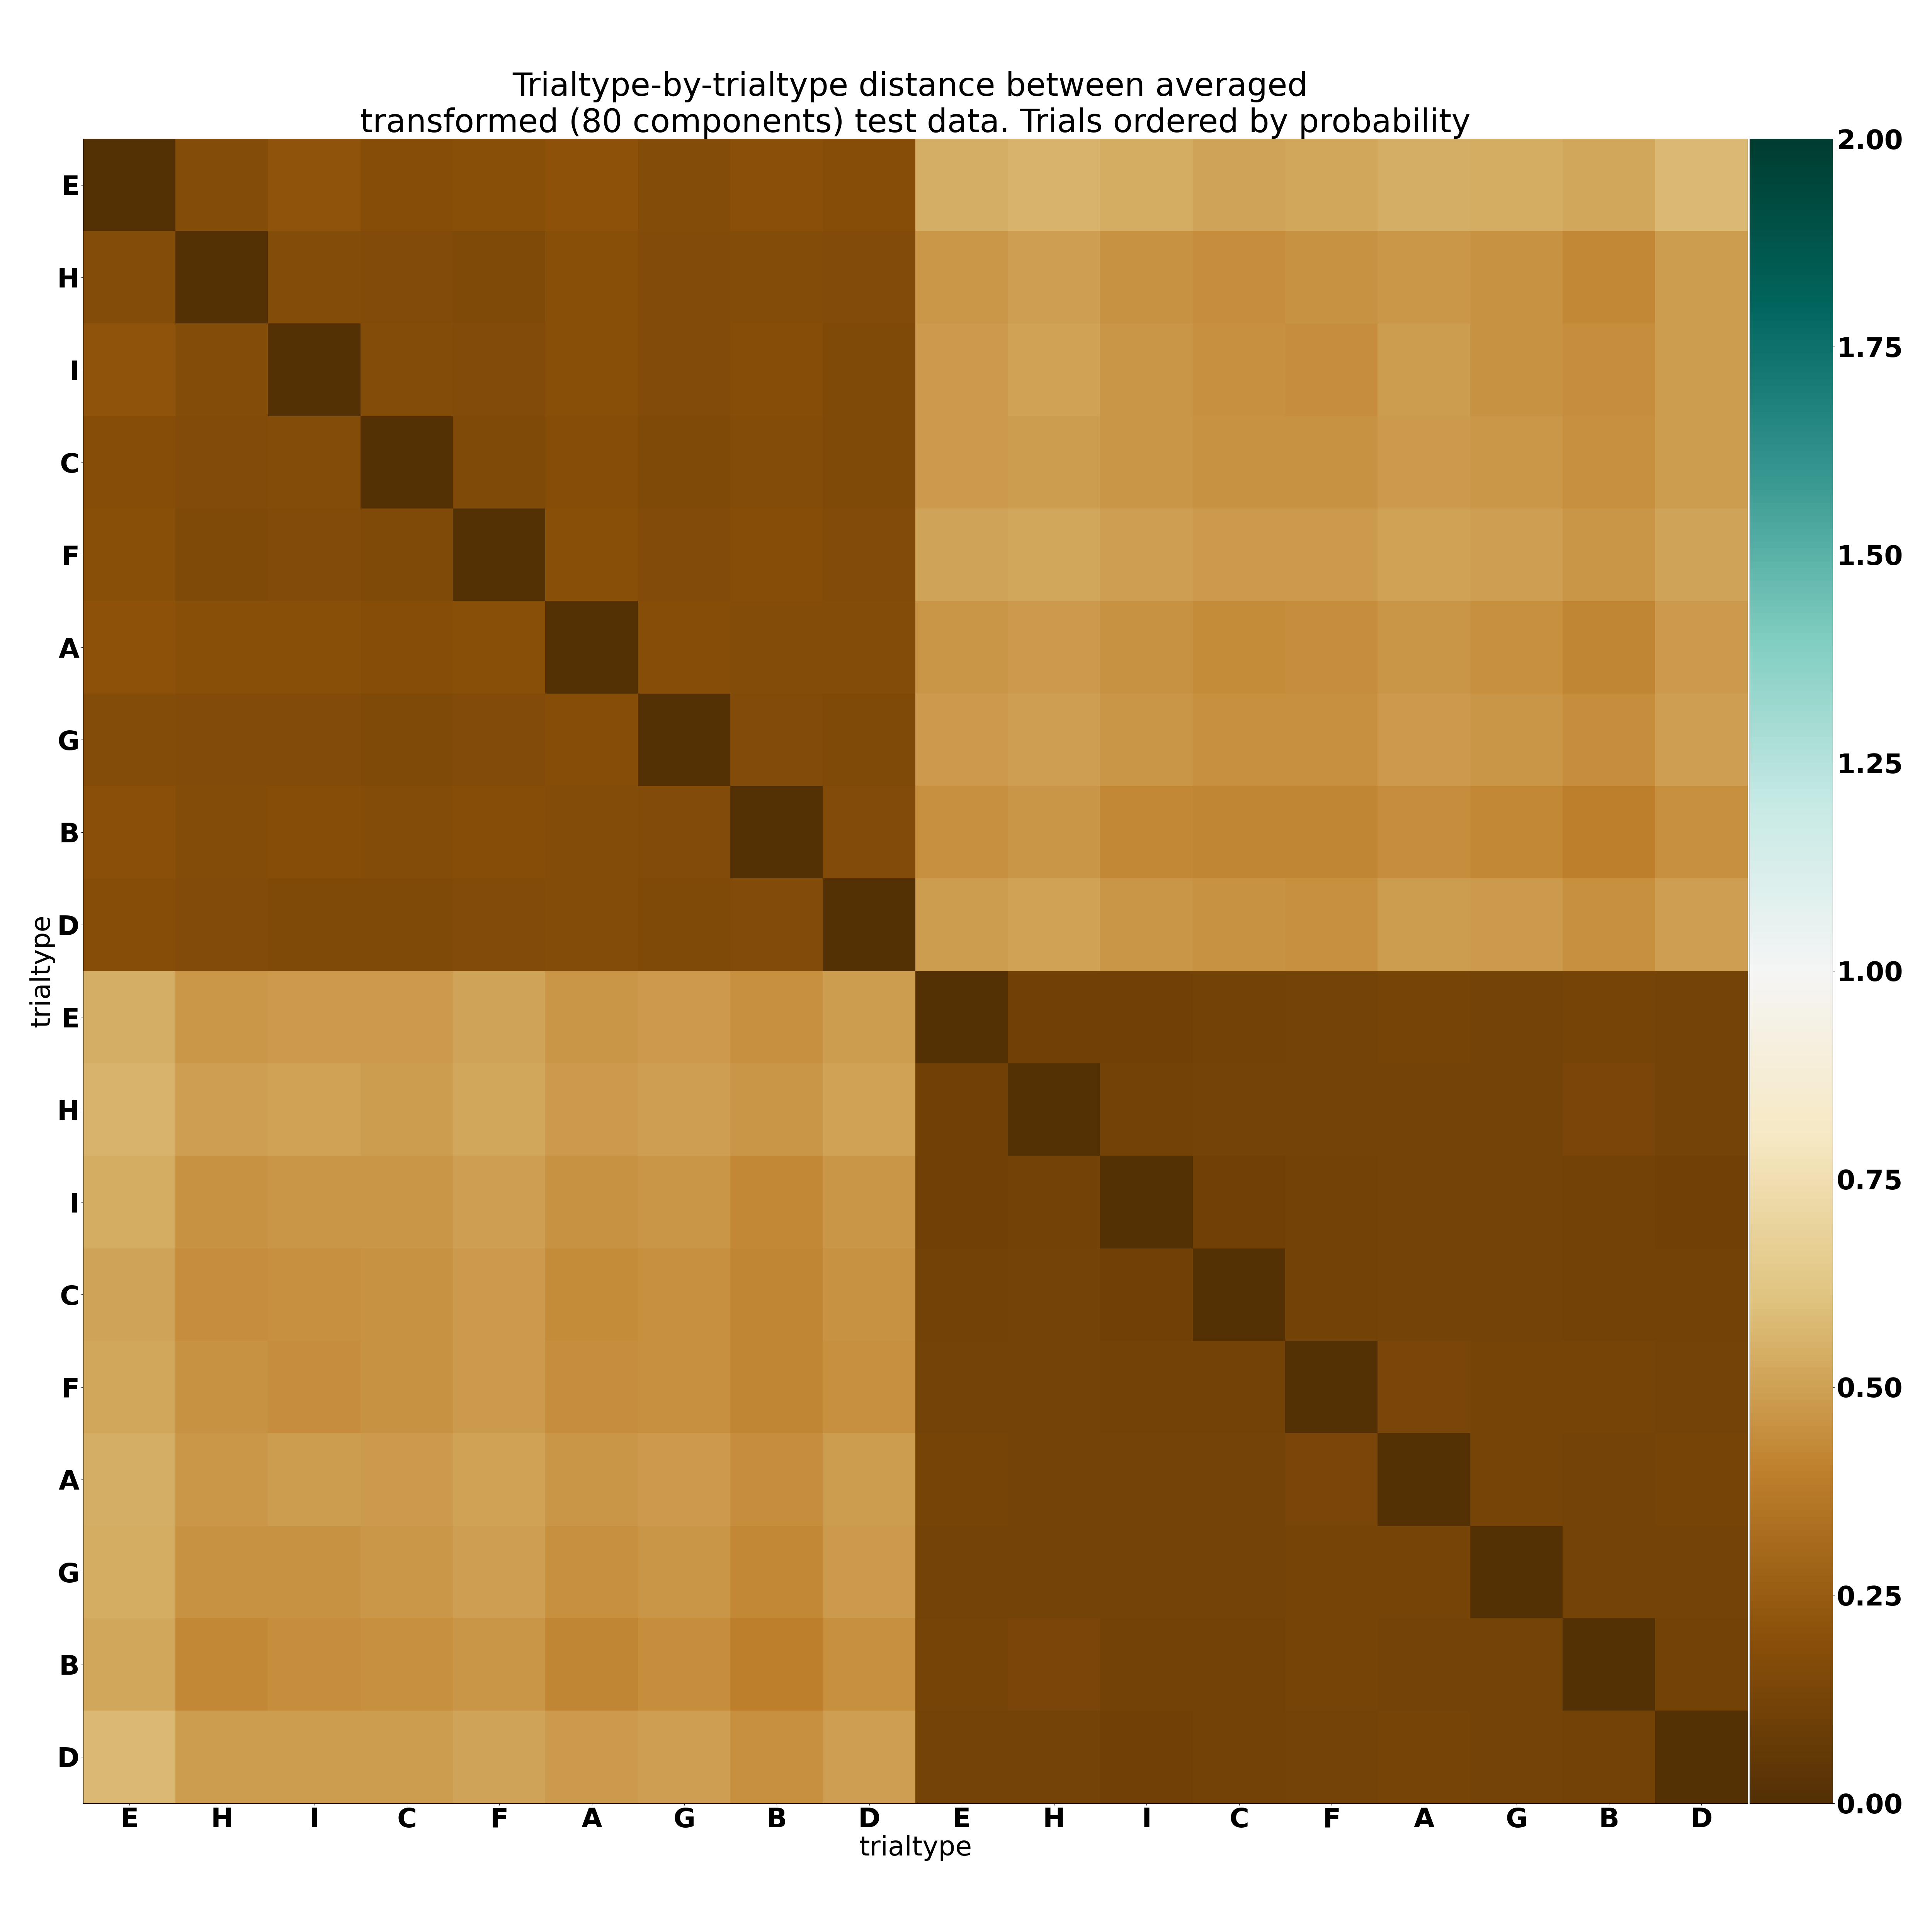 Trialtype-by-trialtype distance between averaged
transformed (80 components) test data. Trials ordered by probability
E
H
I
C
F
A
G
B
D
E
H
I
C
F
A
G
B
D
trialtype
E H I C F A G B D E H I C F A G B D
trialtype
2.00
1.75
1.50
1.25
1.00
0.75
0.50
0.25
0.00